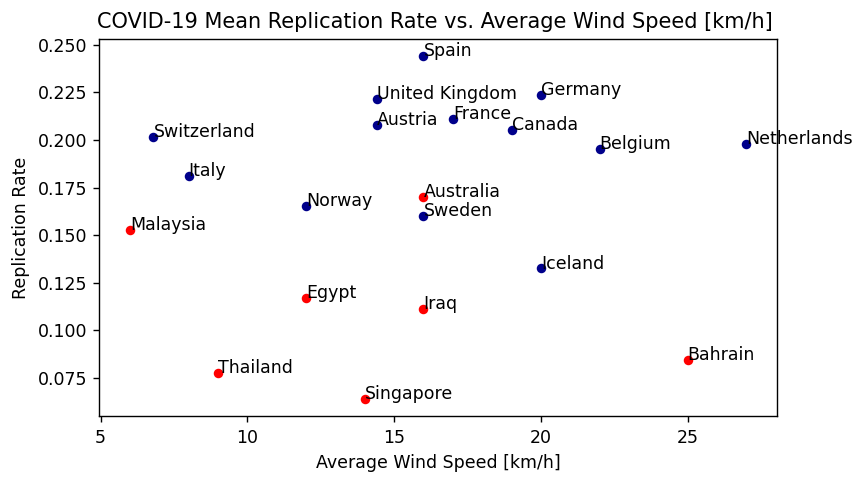 COVID-19 Mean Replication Rate vs. Average Wind Speed [km/h]
0.250
0.225
0.200
0.175
0.150
0.125
0.100
0.075
Replication Rate
Spain
United Kingdom
Germany
France
Austria
Canada
Switzerland
Belgium
Netherlands
Italy
Norway
Australia
Sweden
Malaysia
Iceland
Egypt
Iraq
Thailand
Bahrain
Singapore
5 10 15 20 25
Average Wind Speed [km/h]